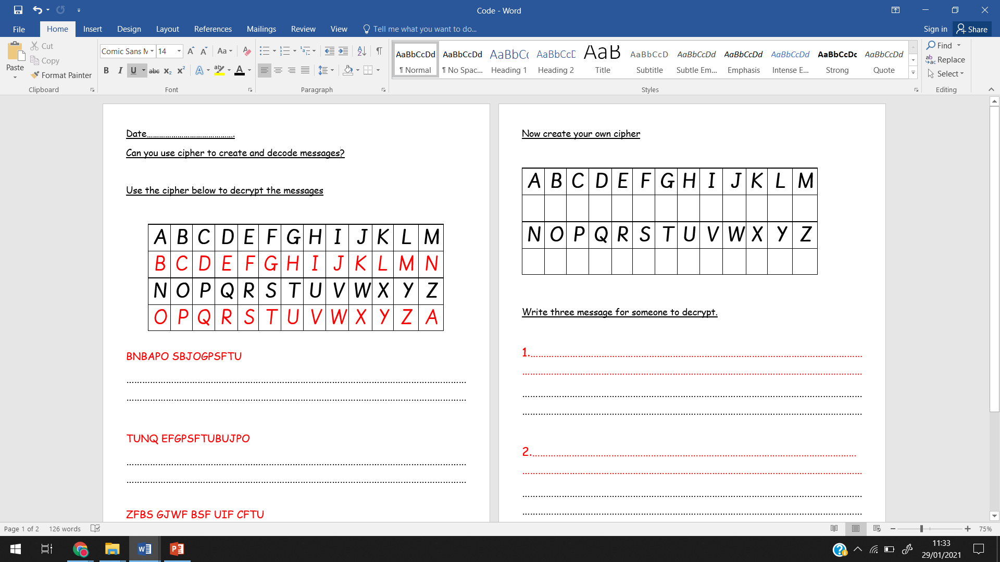 Code - Word
File Home Insert Design Layout References Mailings Review View Tell me what you want to do... Sign in Share
Paste
Cut
Copy
Format Painter
Clipboard
Comic Sans M 14 Aa
B I U abc X₂ X² A ab A
Font
Paragraph
AaBbCcDd AaBbCcDd AaBbCc AaBbCcD AaB AaBbCcD AaBbCcDd AaBbCcDd AaBbCcDd AaBbCcDc AaBbCcDd
¶ Normal ¶ No Spac... Heading 1 Heading 2 Title Subtitle Subtle Em... Emphasis Intense E... Strong Quote
Styles
Find
Replace
Select
Editing
Date……………………………………….
Can you use cipher to create and decode messages?
Use the cipher below to decrypt the messages
A B C D E F G H I J K L M
B C D E F G H I J K L M N
N O P Q R S T U V W X Y Z
O P Q R S T U V W X Y Z A
BNBAPO SBJOGPSFTU
…………………………………………………………………………………………………………………
…………………………………………………………………………………………………………………
TUNQ EFGPSFTUBUJPO
…………………………………………………………………………………………………………………
…………………………………………………………………………………………………………………
ZFBS GJWF BSF UIF CFTU
Now create your own cipher
A B C D E F G H I J K L M
N O P Q R S T U V W X Y Z
Write three message for someone to decrypt.
1.………………………………………………………………………………………………………………
…………………………………………………………………………………………………………………
…………………………………………………………………………………………………………………
…………………………………………………………………………………………………………………
2.……………………………………………………………………………………………………………
…………………………………………………………………………………………………………………
…………………………………………………………………………………………………………………
…………………………………………………………………………………………………………………
Page 1 of 2 126 words 75%
11:33
29/01/2021